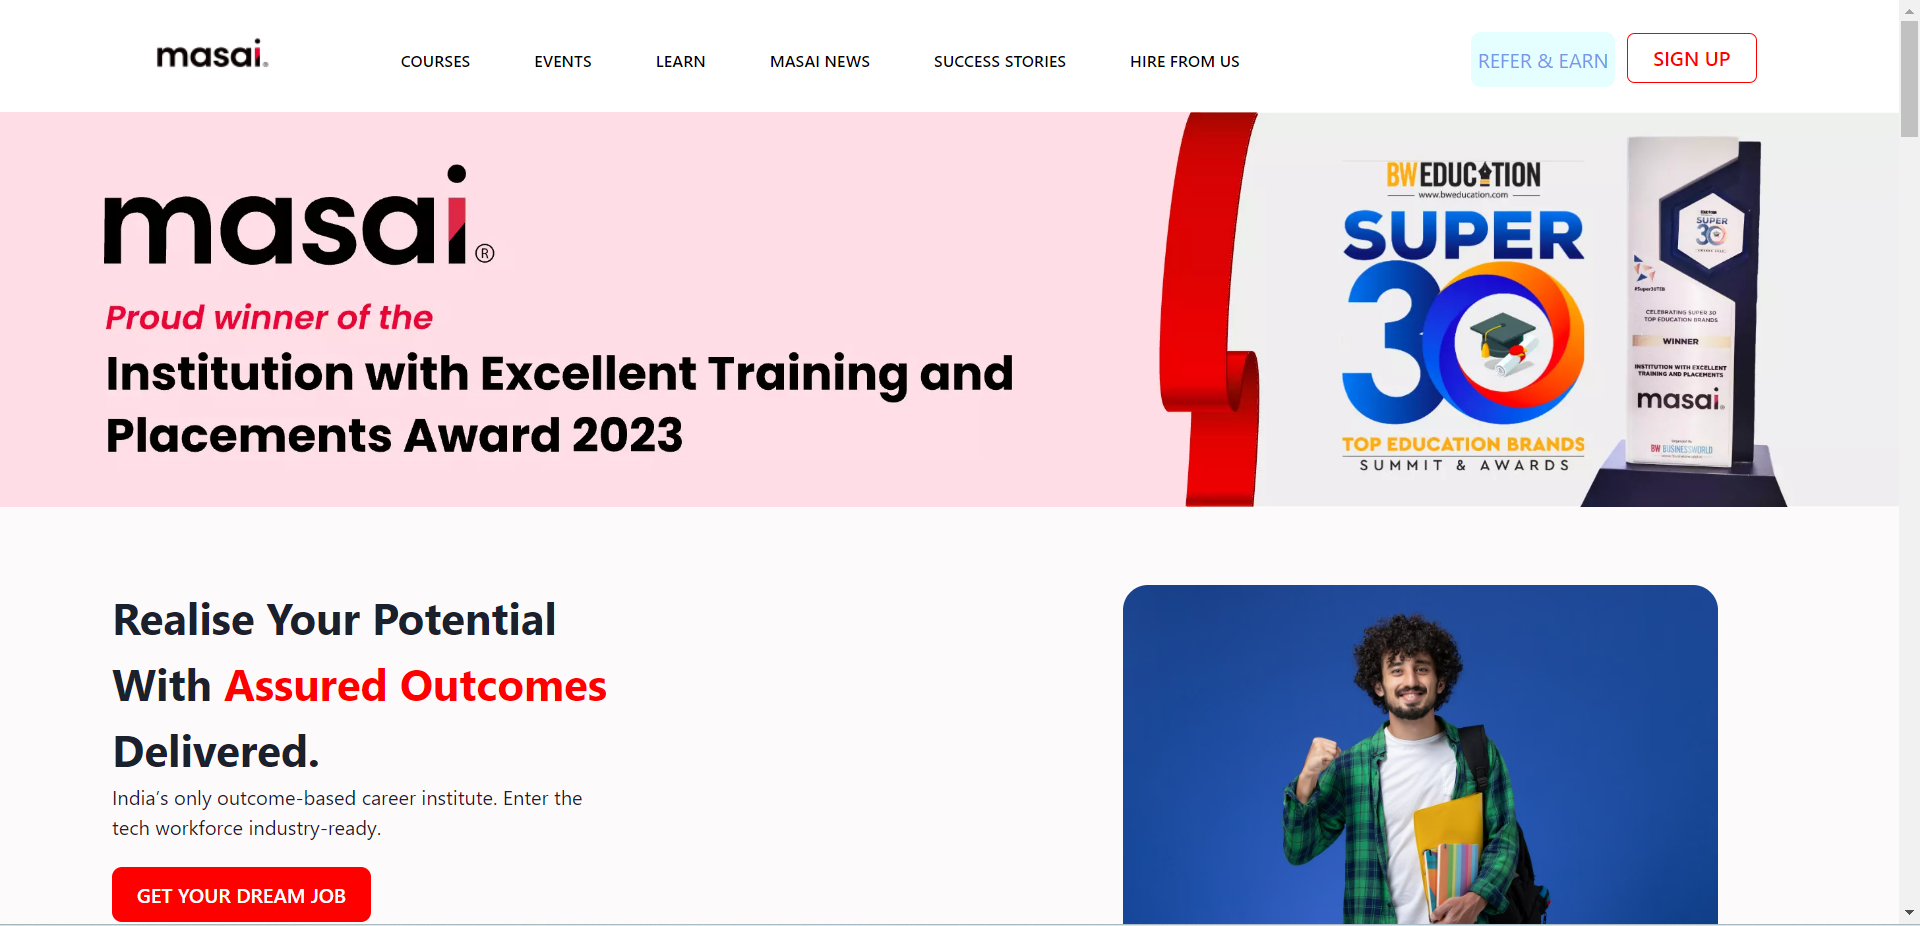 masai.
COURSES
EVENTS
LEARN
MASAI NEWS
SUCCESS STORIES
HIRE FROM US
REFER & EARN
SIGN UP
masai®
Proud winner of the
Institution with Excellent Training and
Placements Award 2023
BW EDUCATION
www.bweducation.com
SUPER
30
TOP EDUCATION BRANDS
SUMMIT & AWARDS
SUPER
30
#Super30TEB
CELEBRATING SUPER 30
TOP EDUCATION BRANDS
WINNER
INSTITUTION WITH EXCELLENT
TRAINING AND PLACEMENTS
masai
BW BUSINESSWORLD
Realise Your Potential
With Assured Outcomes
Delivered.
India’s only outcome-based career institute. Enter the
tech workforce industry-ready.
GET YOUR DREAM JOB